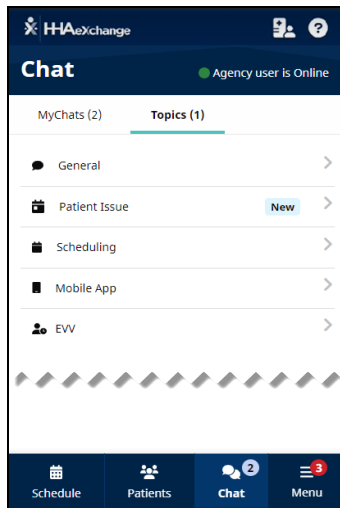 HHAeXchange
?
Chat
Agency user is Online
MyChats (2)
Topics (1)
General
Patient Issue
New
Scheduling
Mobile App
EVV
2
3
Schedule
Patients
Chat
Menu